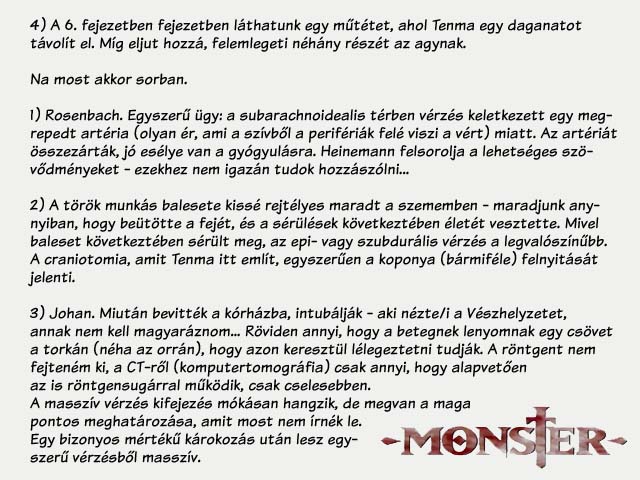 4) A 6. fejezetben fejezetben láthatunk egy műtétet, ahol Tenma egy daganatot
távolít el. Míg eljut hozzá, felemlegeti néhány részét az agynak.
Na most akkor sorban.
1) Rosenbach. Egyszerű ügy: a subarachnoidealis térben vérzés keletkezett egy meg-
repedt artéria (olyan ér, ami a szívből a perifériák felé viszi a vért) miatt. Az artériát
összezárták, jó esélye van a gyógyulásra. Heinemann felsorolja a lehetséges szö-
vődményeket - ezekhez nem igazán tudok hozzászólni...
2) A török munkás balesete kissé rejtélyes maradt a szememben - maradjunk any-
nyiban, hogy beütötte a fejét, és a sérülések következtében életét vesztette. Mivel
baleset következtében sérült meg, az epi- vagy szubdurális vérzés a legvalószínűbb.
A craniotomia, amit Tenma itt említ, egyszerűen a koponya (bármiféle) felnyitását
jelenti.
3) Johan. Miután bevitték a kórházba, intubálják - aki nézte/i a Vészhelyzetet,
annak nem kell magyaráznom... Röviden annyi, hogy a betegnek lenyomnak egy csövet
a torkán (néha az orrán), hogy azon keresztül lélegeztetni tudják. A röntgent nem
fejteném ki, a CT-ről (komputertomográfia) csak annyi, hogy alapvetően
az is röntgensugárral működik, csak cselesebben.
A masszív vérzés kifejezés mókásan hangzik, de megvan a maga
pontos meghatározása, amit most nem írnék le.
Egy bizonyos mértékű károkozás után lesz egy-
szerű vérzésből masszív.
MONSTER